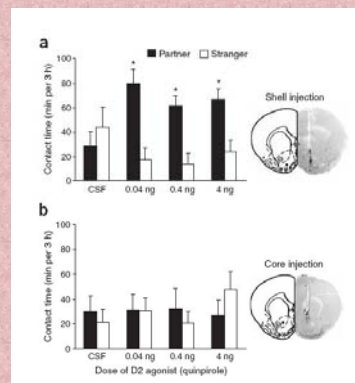 a
Partner Stranger
Contact time (min per 3 h)
100
80
60
40
20
0
* * *
CSF 0.04 ng 0.4 ng 4 ng
Shell injection
b
Contact time (min per 3 h)
100
80
60
40
20
0
CSF 0.04 ng 0.4 ng 4 ng
Dose of D2 agonist (quinpirole)
Core injection